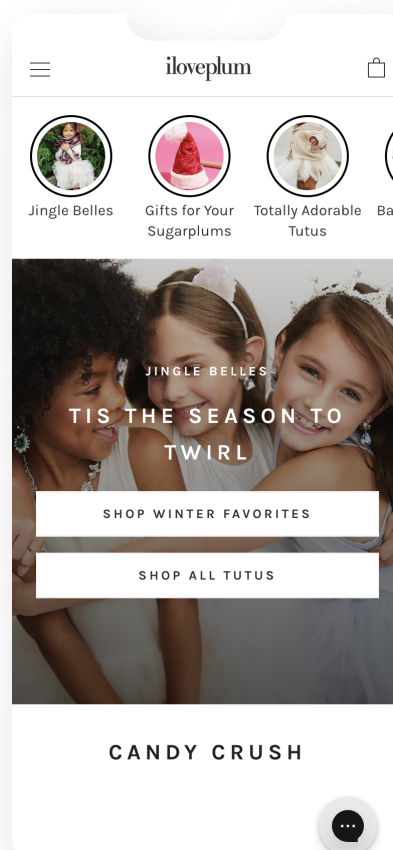 iloveplum
Jingle Belles
Gifts for Your
Sugarplums
Totally Adorable
Tutus
Ba
JINGLE BELLES
TIS THE SEASON TO
TWIRL
SHOP WINTER FAVORITES
SHOP ALL TUTUS
CANDY CRUSH